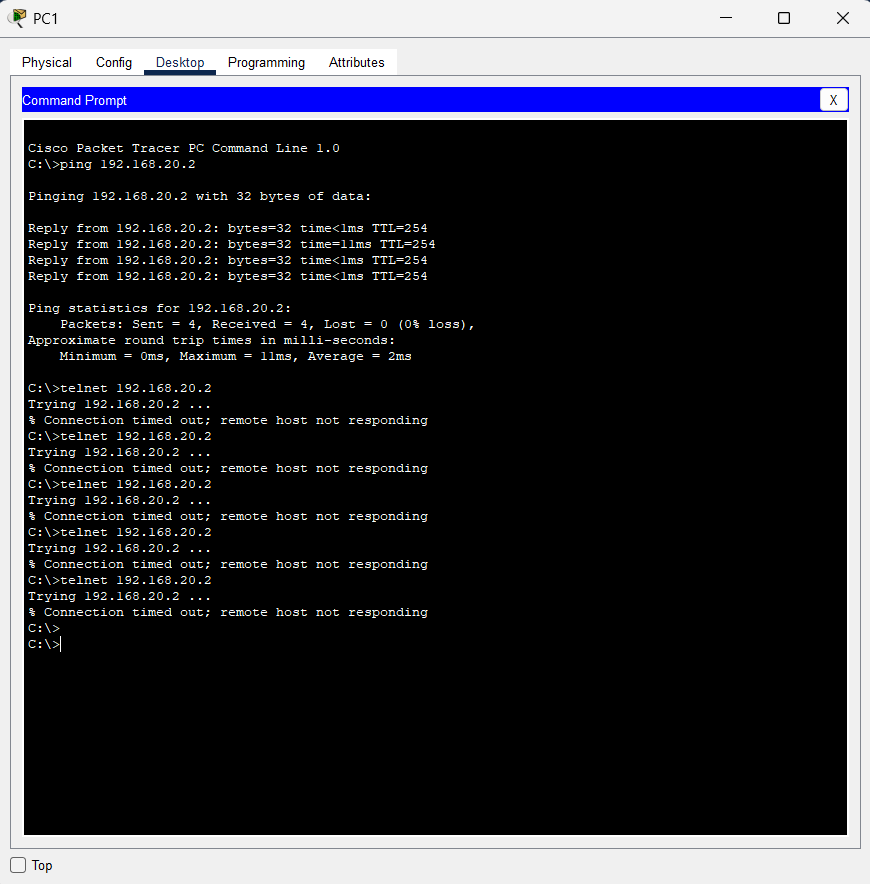 PC1
Physical Config Desktop Programming Attributes
Command Prompt X
Cisco Packet Tracer PC Command Line 1.0
C:\>ping 192.168.20.2
Pinging 192.168.20.2 with 32 bytes of data:
Reply from 192.168.20.2: bytes=32 time<1ms TTL=254
Reply from 192.168.20.2: bytes=32 time=11ms TTL=254
Reply from 192.168.20.2: bytes=32 time<1ms TTL=254
Reply from 192.168.20.2: bytes=32 time<1ms TTL=254
Ping statistics for 192.168.20.2:
Packets: Sent = 4, Received = 4, Lost = 0 (0% loss),
Approximate round trip times in milli-seconds:
Minimum = 0ms, Maximum = 11ms, Average = 2ms
C:\>telnet 192.168.20.2
Trying 192.168.20.2 ...
% Connection timed out; remote host not responding
C:\>telnet 192.168.20.2
Trying 192.168.20.2 ...
% Connection timed out; remote host not responding
C:\>telnet 192.168.20.2
Trying 192.168.20.2 ...
% Connection timed out; remote host not responding
C:\>telnet 192.168.20.2
Trying 192.168.20.2 ...
% Connection timed out; remote host not responding
C:\>telnet 192.168.20.2
Trying 192.168.20.2 ...
% Connection timed out; remote host not responding
C:\>
C:\>
Top